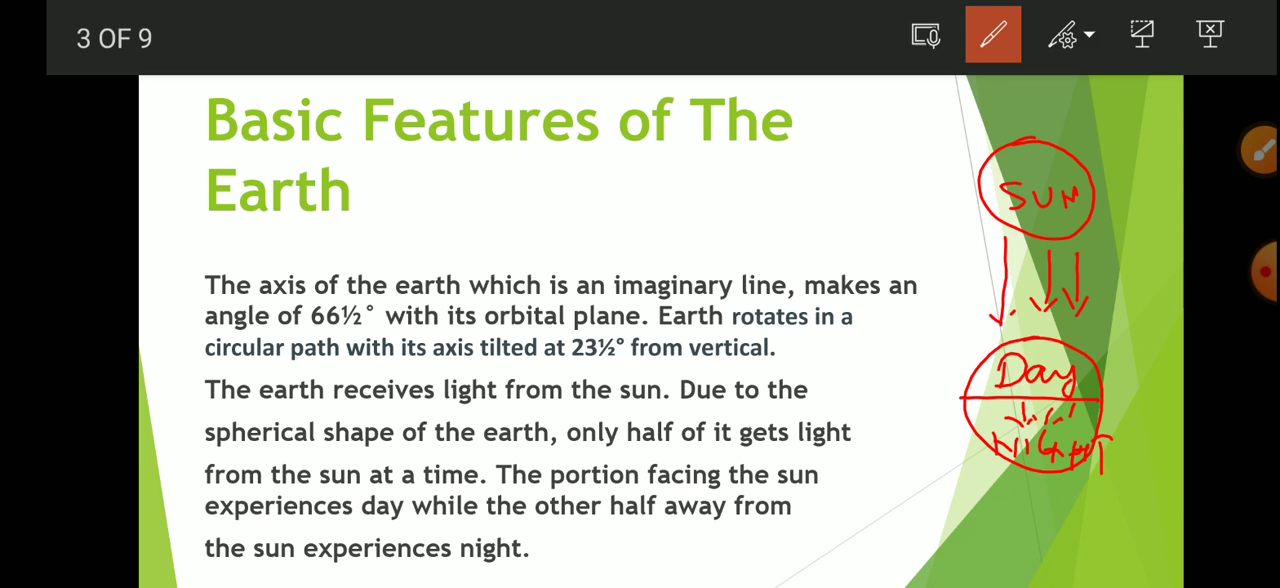 3 OF 9
Basic Features of The
Earth
SUN
The axis of the earth which is an imaginary line, makes an
angle of 66½° with its orbital plane. Earth rotates in a
circular path with its axis tilted at 23½° from vertical.
Day
The earth receives light from the sun. Due to the
spherical shape of the earth, only half of it gets light
NIGHT
from the sun at a time. The portion facing the sun
experiences day while the other half away from
the sun experiences night.